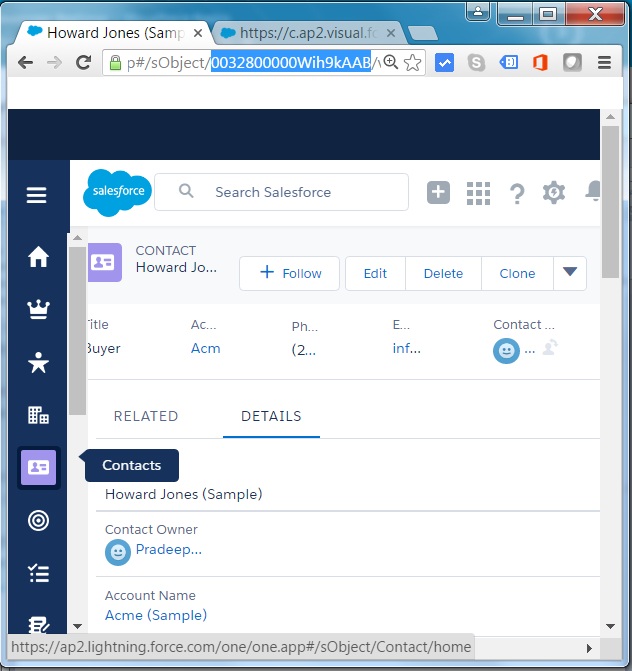 Howard Jones (Samp
https://c.ap2.visual.fo
p#/sObject/0032800000Wih9kAAB/v
salesforce
Search Salesforce
CONTACT
Howard Jo...
Follow
Edit
Delete
Clone
Title
Ac...
Ph...
E...
Contact ...
Buyer
Acm
(2...
inf...
...
RELATED
DETAILS
Contacts
Howard Jones (Sample)
Contact Owner
Pradeep...
Account Name
Acme (Sample)
https://ap2.lightning.force.com/one/one.app#/sObject/Contact/home